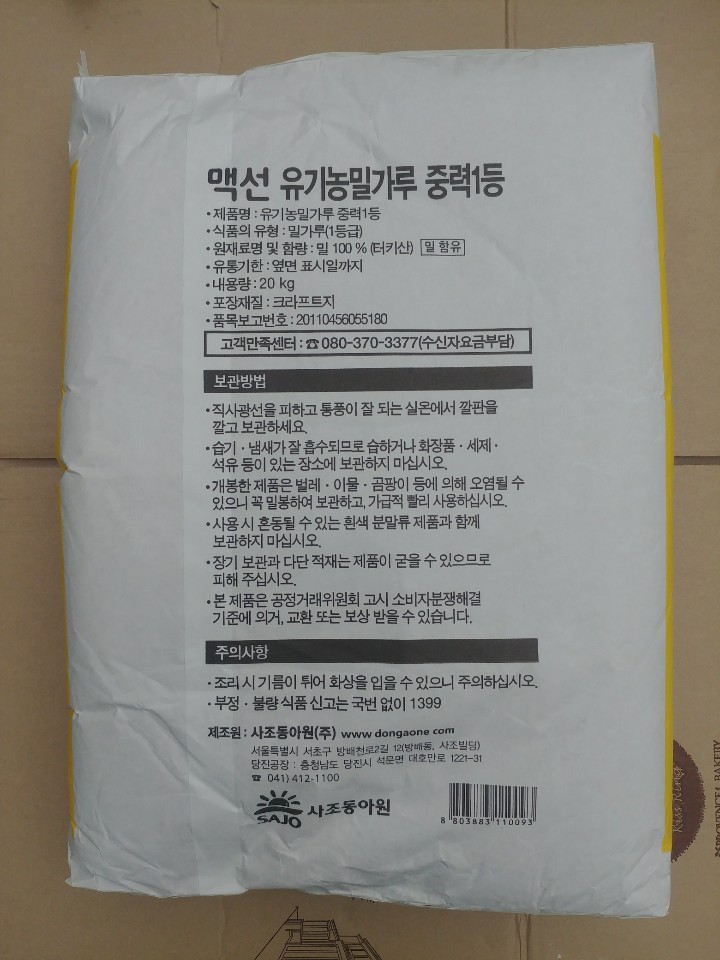 맥선 유기농밀가루 중력1등
•제품명 : 유기농밀가루 중력1등
•식품의 유형 : 밀가루(1등급)
•원재료명 및 함량 : 밀 100 % (터키산) 밀 함유
•유통기한 : 옆면 표시일까지
•내용량 : 20 kg
•포장재질 : 크라프트지
•품목보고번호 : 20110456055180
고객만족센터 : ☎ 080-370-3377(수신자요금부담)
보관방법
•직사광선을 피하고 통풍이 잘 되는 실온에서 깔판을
깔고 보관하세요.
•습기 · 냄새가 잘 흡수되므로 습하거나 화장품 · 세제 ·
석유 등이 있는 장소에 보관하지 마십시오.
•개봉한 제품은 벌레 · 이물 · 곰팡이 등에 의해 오염될 수
있으니 꼭 밀봉하여 보관하고, 가급적 빨리 사용하십시오.
•사용 시 혼동될 수 있는 흰색 분말류 제품과 함께
보관하지 마십시오.
•장기 보관과 다단 적재는 제품이 굳을 수 있으므로
피해 주십시오.
•본 제품은 공정거래위원회 고시 소비자분쟁해결
기준에 의거, 교환 또는 보상 받을 수 있습니다.
주의사항
•조리 시 기름이 튀어 화상을 입을 수 있으니 주의하십시오.
•부정 · 불량 식품 신고는 국번 없이 1399
제조원 : 사조동아원(주) www.dongaone.com
서울특별시 서초구 방배천로2길 12(방배동, 사조빌딩)
당진공장 : 충청남도 당진시 석문면 대호만로 1221-31
☎ 041) 412-1100
SAJO 사조동아원
8 803883 110093
Kiss Ring